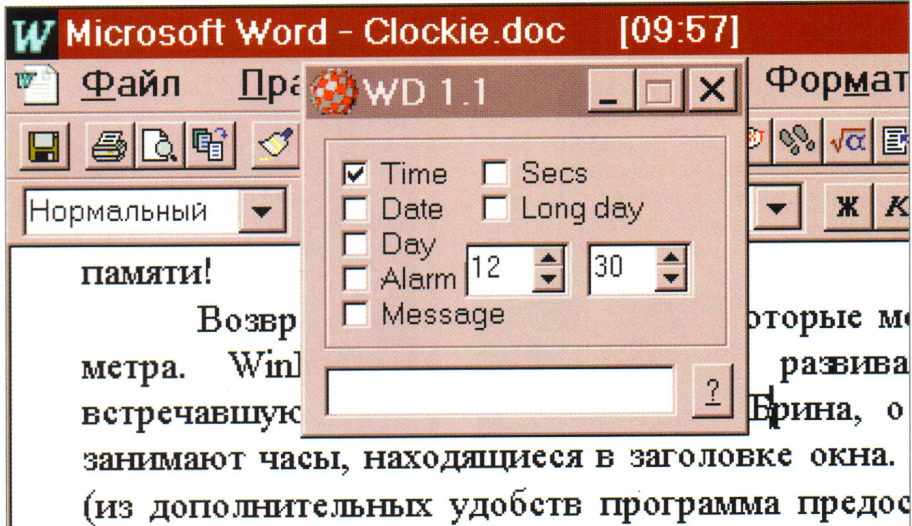 Microsoft Word - Clockie.doc [09:57]
Файл Пра Формат
WD 1.1
Нормальный Ж К
Time Secs
Date Long day
Day
Alarm 12 30
Message
?
памяти!
Возвр оторые ме
метра. Win развива
встречавшуюс Брина, о
занимают часы, находящиеся в заголовке окна.
(из дополнительных удобств программа предос